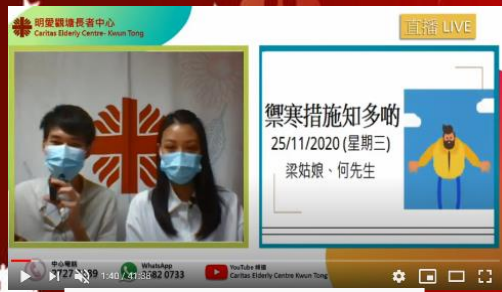 明愛觀塘長者中心
Caritas Elderly Centre- Kwun Tong
直播 LIVE
禦寒措施知多啲
25/11/2020 (星期三)
梁姑娘、何先生
中心電話
WhatsApp
0733
YouTube 頻道
Caritas Elderly Centre Kwun Tong